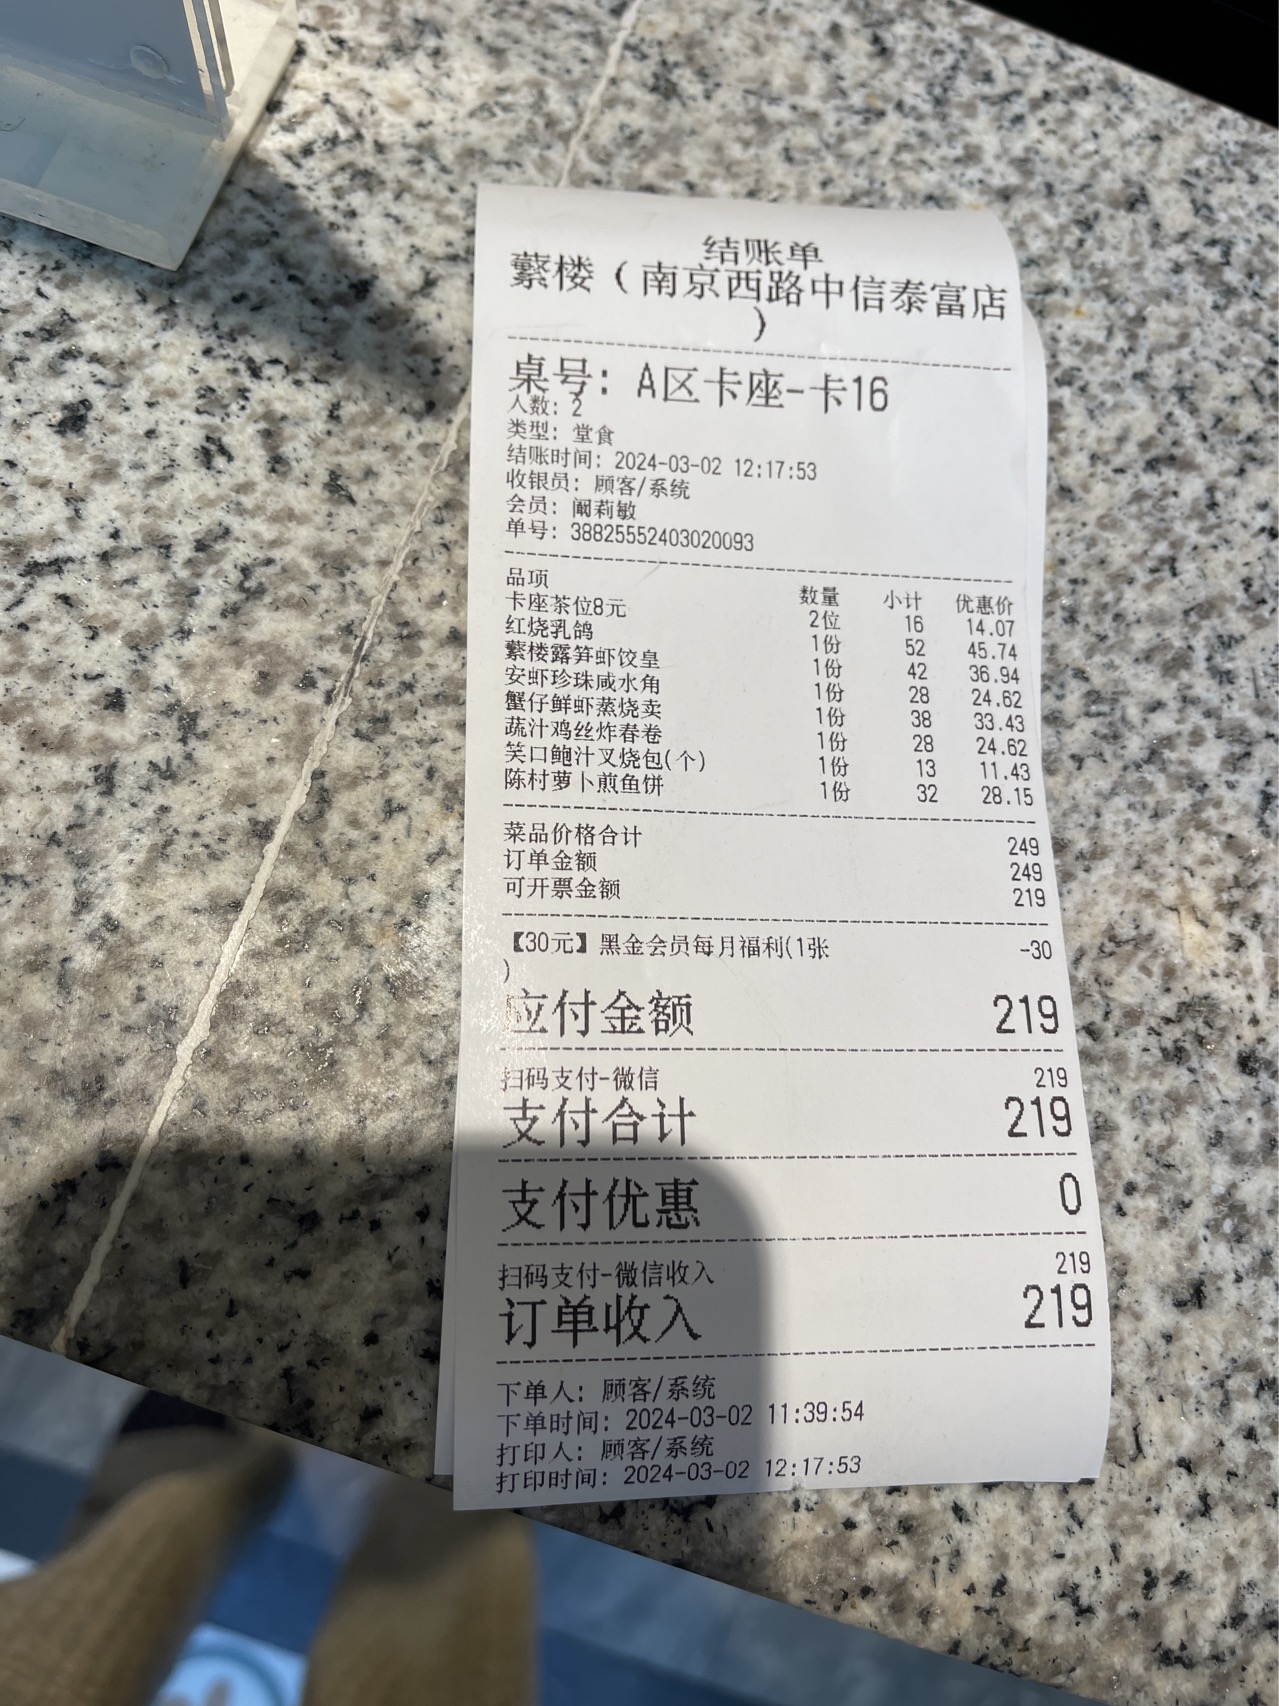 结账单
蘩楼（南京西路中信泰富店
）
桌号：A区卡座-卡16
人数：2
类型：堂食
结账时间：2024-03-02 12:17:53
收银员：顾客/系统
会员：阚莉敏
单号：38825552403020093
品项 数量 小计 优惠价
卡座茶位8元 2位 16 14.07
红烧乳鸽 1份 52 45.74
蘩楼露笋虾饺皇 1份 42 36.94
安虾珍珠咸水角 1份 28 24.62
蟹仔鲜虾蒸烧卖 1份 38 33.43
蔬汁鸡丝炸春卷 1份 28 24.62
笑口鲍汁叉烧包(个) 1份 13 11.43
陈村萝卜煎鱼饼 1份 32 28.15
菜品价格合计 249
订单金额 249
可开票金额 219
【30元】黑金会员每月福利(1张 -30
)
应付金额 219
扫码支付-微信 219
支付合计 219
支付优惠 0
扫码支付-微信收入 219
订单收入 219
下单人：顾客/系统
下单时间：2024-03-02 11:39:54
打印人：顾客/系统
打印时间：2024-03-02 12:17:53